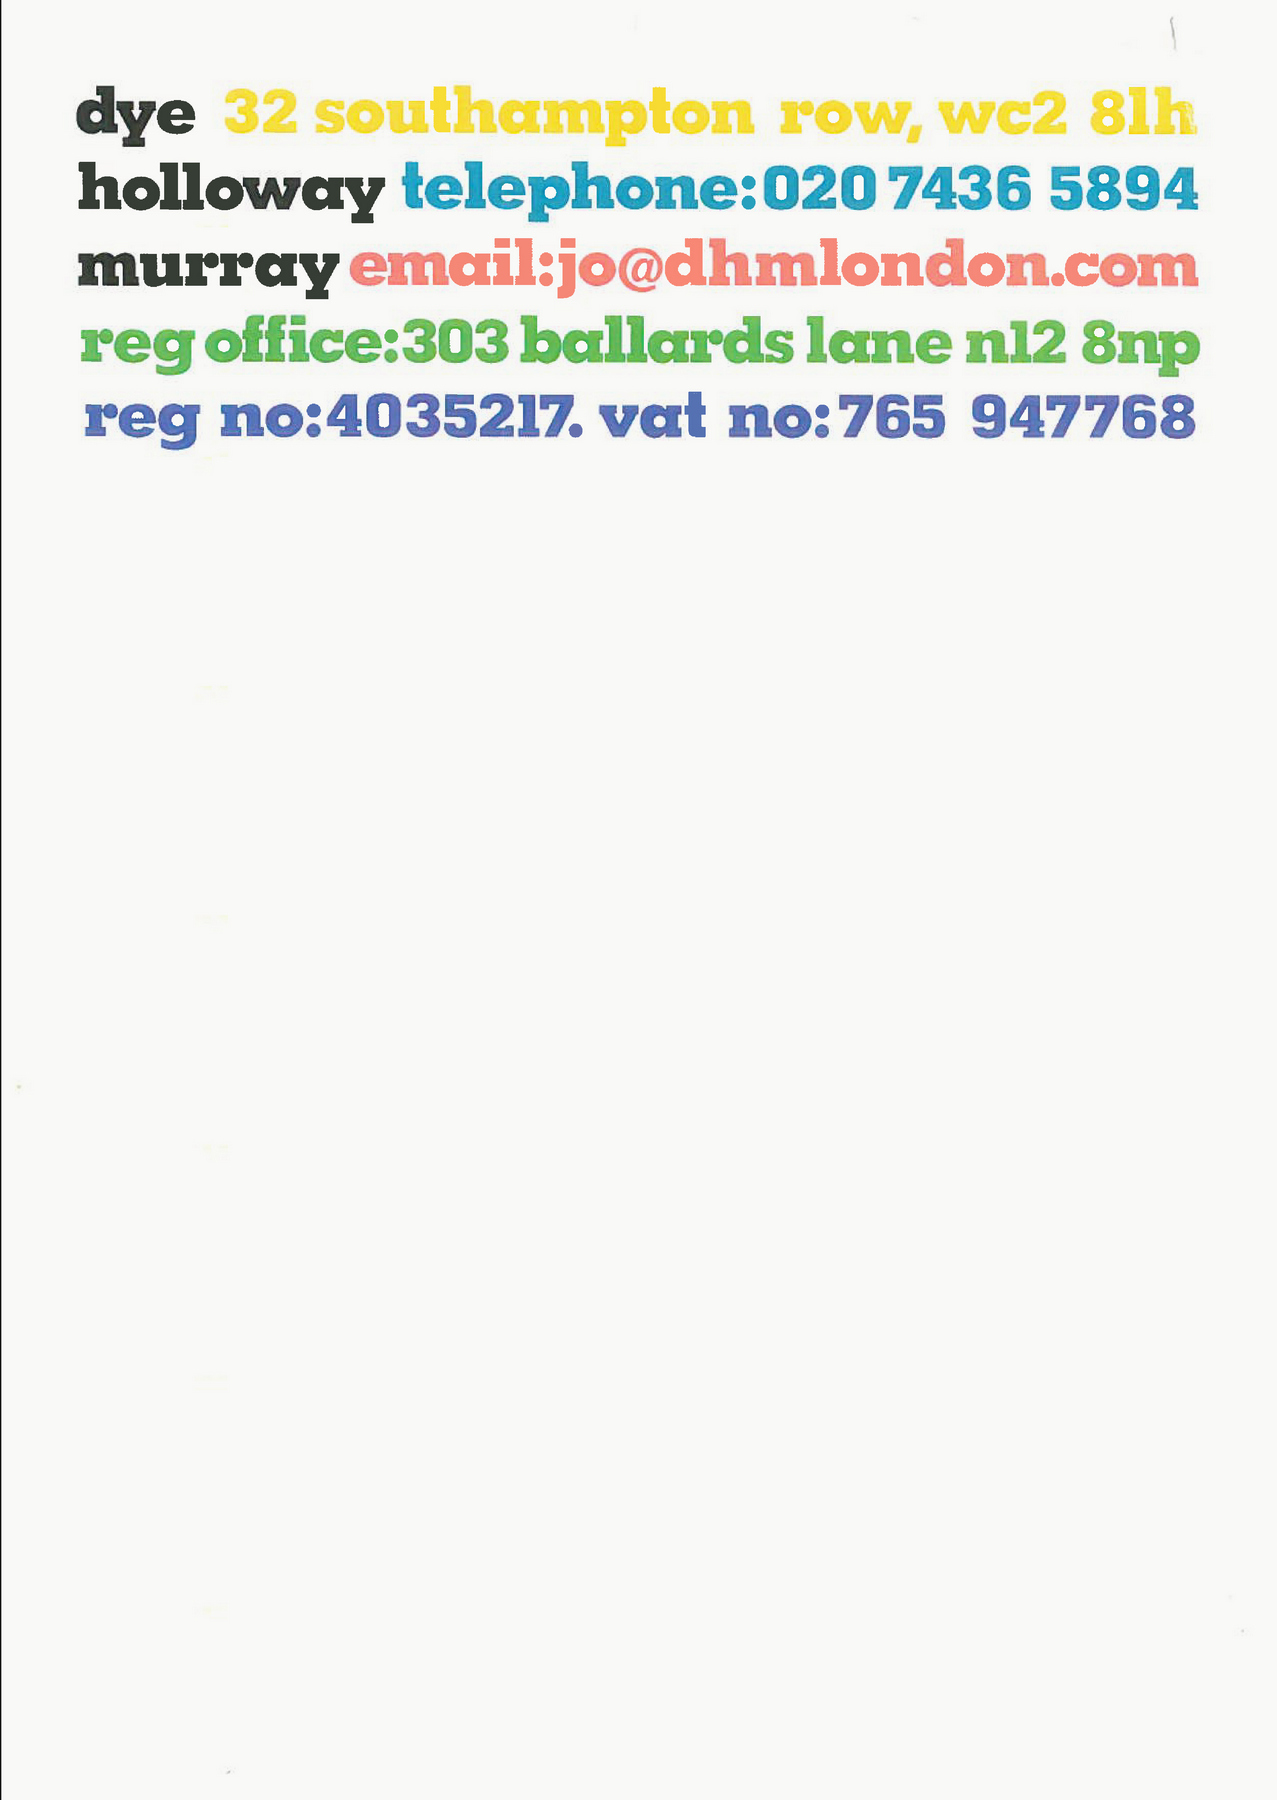 dye 32 southampton row, wc2 8lh
holloway telephone:020 7436 5894
murray email:jo@dhmlondon.com
reg office:303 ballards lane n12 8np
reg no:4035217. vat no:765 947768